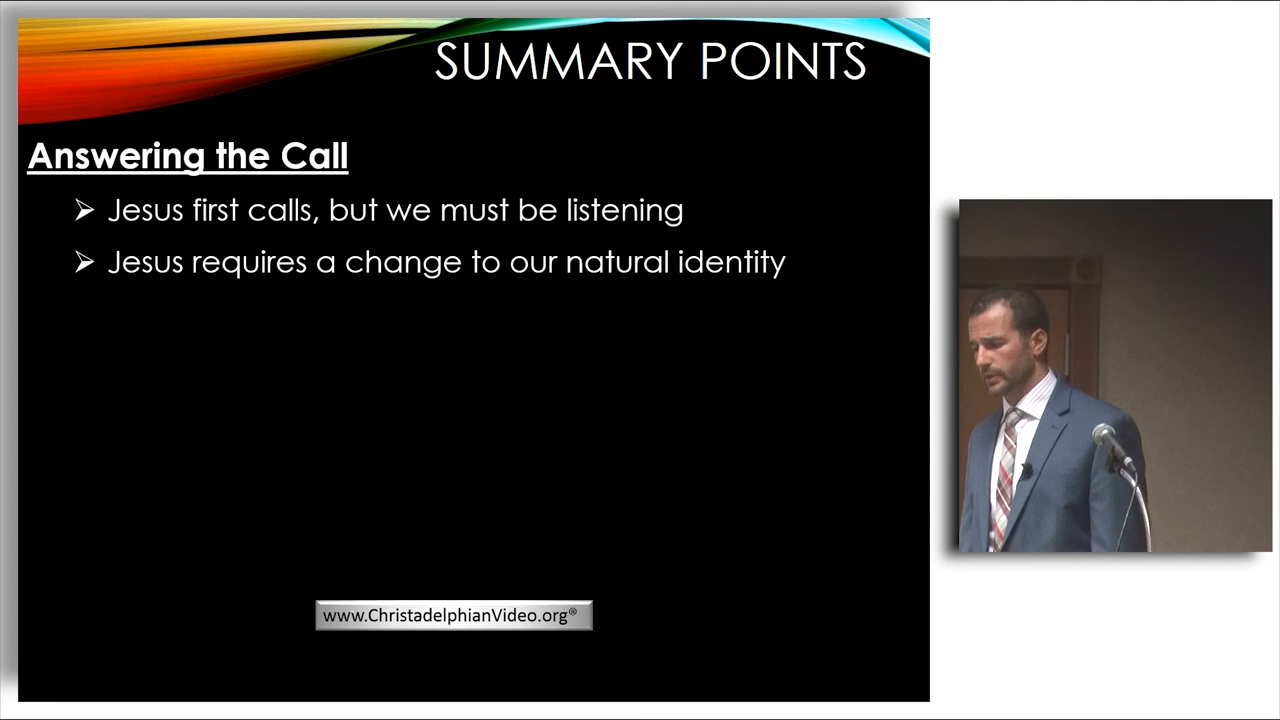 SUMMARY POINTS
Answering the Call
Jesus first calls, but we must be listening
Jesus requires a change to our natural identity
www.ChristadelphianVideo.org®